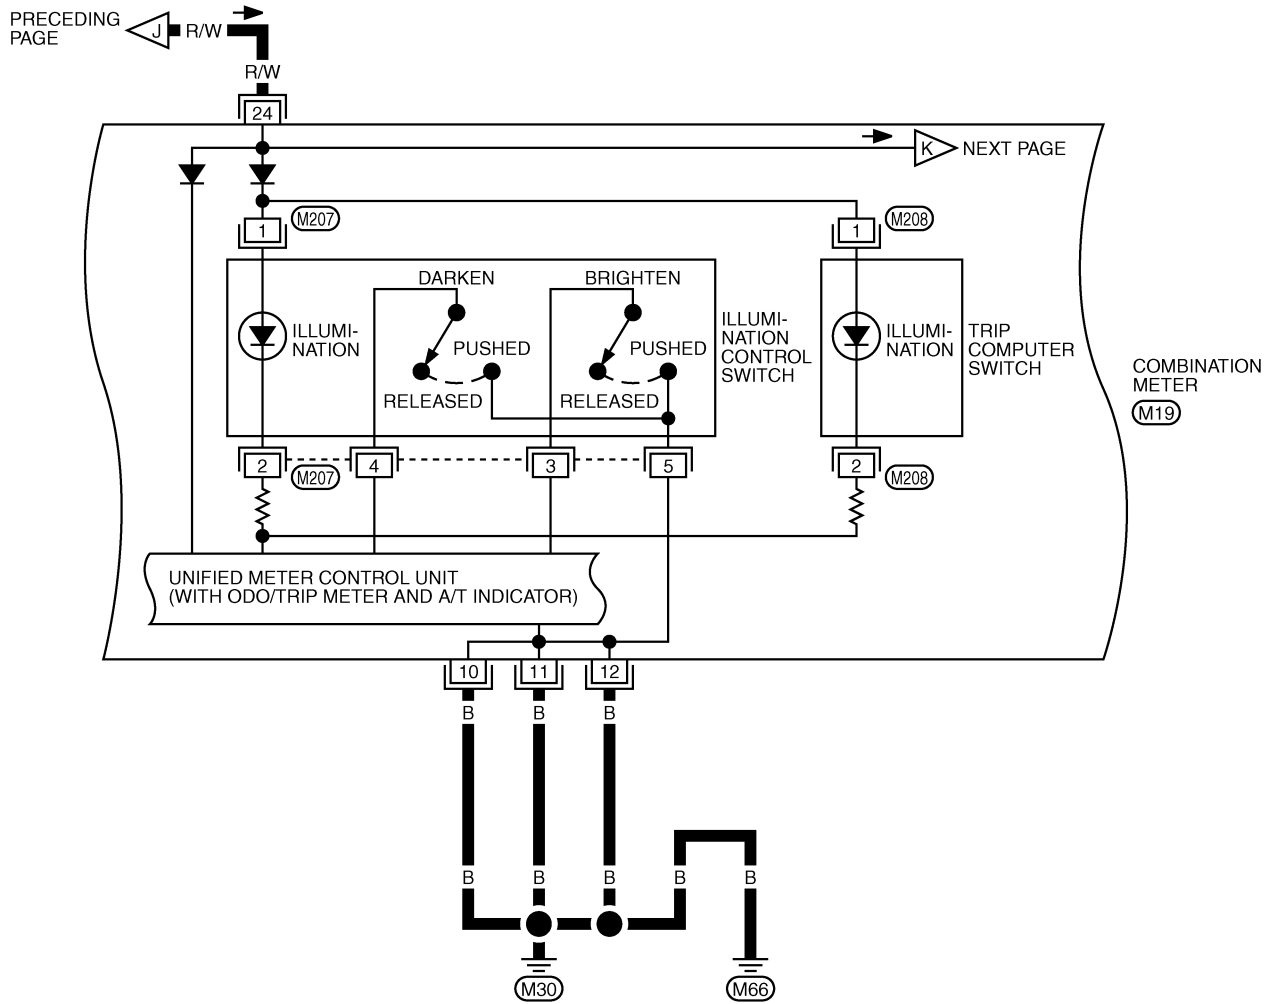 PRECEDING
PAGE
J
R/W
R/W
24
K
NEXT PAGE
1
M207
1
M208
DARKEN
BRIGHTEN
ILLUMI-
NATION
PUSHED
RELEASED
PUSHED
RELEASED
ILLUMI-
NATION
CONTROL
SWITCH
ILLUMI-
NATION
TRIP
COMPUTER
SWITCH
COMBINATION
METER
M19
2
M207
4
3
5
2
M208
UNIFIED METER CONTROL UNIT
(WITH ODO/TRIP METER AND A/T INDICATOR)
10
11
12
B
B
B
B
B
B
B
B
M30
M66